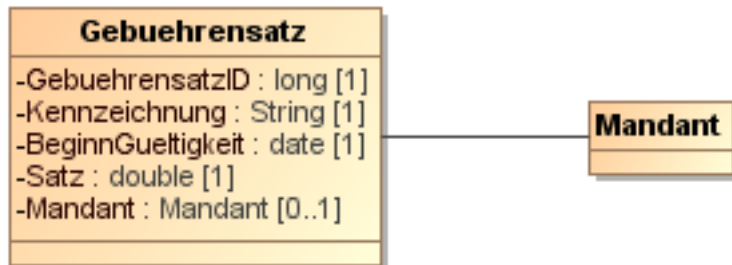 Gebuehrensatz
-GebuehrensatzID : long [1]
-Kennzeichnung : String [1]
-BeginnGueltigkeit : date [1]
-Satz : double [1]
-Mandant : Mandant [0..1]
Mandant